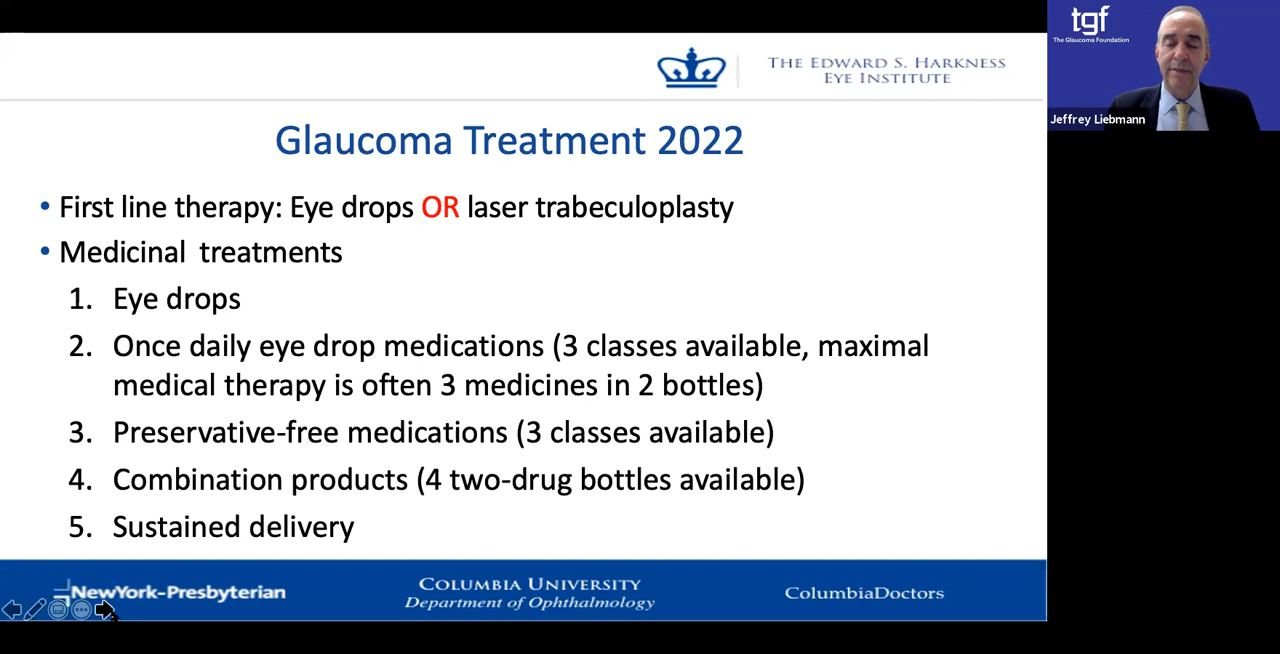 tgf
The Glaucoma Foundation
Jeffrey Liebmann
THE EDWARD S. HARKNESS
EYE INSTITUTE
Glaucoma Treatment 2022
• First line therapy: Eye drops OR laser trabeculoplasty
• Medicinal treatments
1. Eye drops
2. Once daily eye drop medications (3 classes available, maximal
medical therapy is often 3 medicines in 2 bottles)
3. Preservative-free medications (3 classes available)
4. Combination products (4 two-drug bottles available)
5. Sustained delivery
NewYork-Presbyterian
COLUMBIA UNIVERSITY
Department of Ophthalmology
ColumbiaDoctors